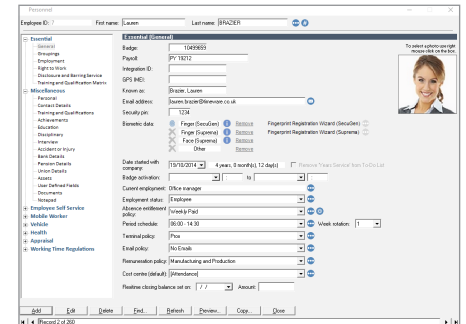 Personnel
Employee ID: 7 First name: Lauren Last name: BRAZIER
Essential
General
Groupings
Employment
Right to Work
Disclosure and Barring Service
Training and Qualification Matrix
Miscellaneous
Personal
Contact Details
Training and Qualifications
Achievements
Education
Disciplinary
Interview
Accident or Injury
Bank Details
Pension Details
Union Details
Assets
User Defined Fields
Documents
Notepad
Employee Self Service
Mobile Worker
Vehicle
Health
Appraisal
Working Time Regulations
Essential (General)
Badge: 10499699
Payroll: PY19212
Integration ID:
GPS IMEI:
Known as: Brazier, Lauren
Email address: lauren.brazier@timeware.co.uk
Security pin: 1234
Biometric data: Finger (SecuGen) Remove Fingerprint Registration Wizard (SecuGen)
Finger (Suprema) Remove Fingerprint Registration Wizard (Suprema)
Face (Suprema) Remove
Other Remove
To select a photo use right
mouse click on the box.
Date started with
company: 19/10/2014 4 years, 0 month(s), 12 day(s) Remove 'Years Service' from To-Do List
Badge activation: : to :
Current employment: Office manager
Employment status: Employee
Absence entitlement
policy: Weekly Paid
Period schedule: 06:00 - 14:30 Week rotation: 1
Terminal policy: Prox
Email policy: No Emails
Remuneration policy: Manufacturing and Production
Cost centre (default): [Attendance]
Flexitime closing balance set on: / / Amount:
Add Edit Delete Find... Refresh Preview... Copy... Close
Record 2 of 260